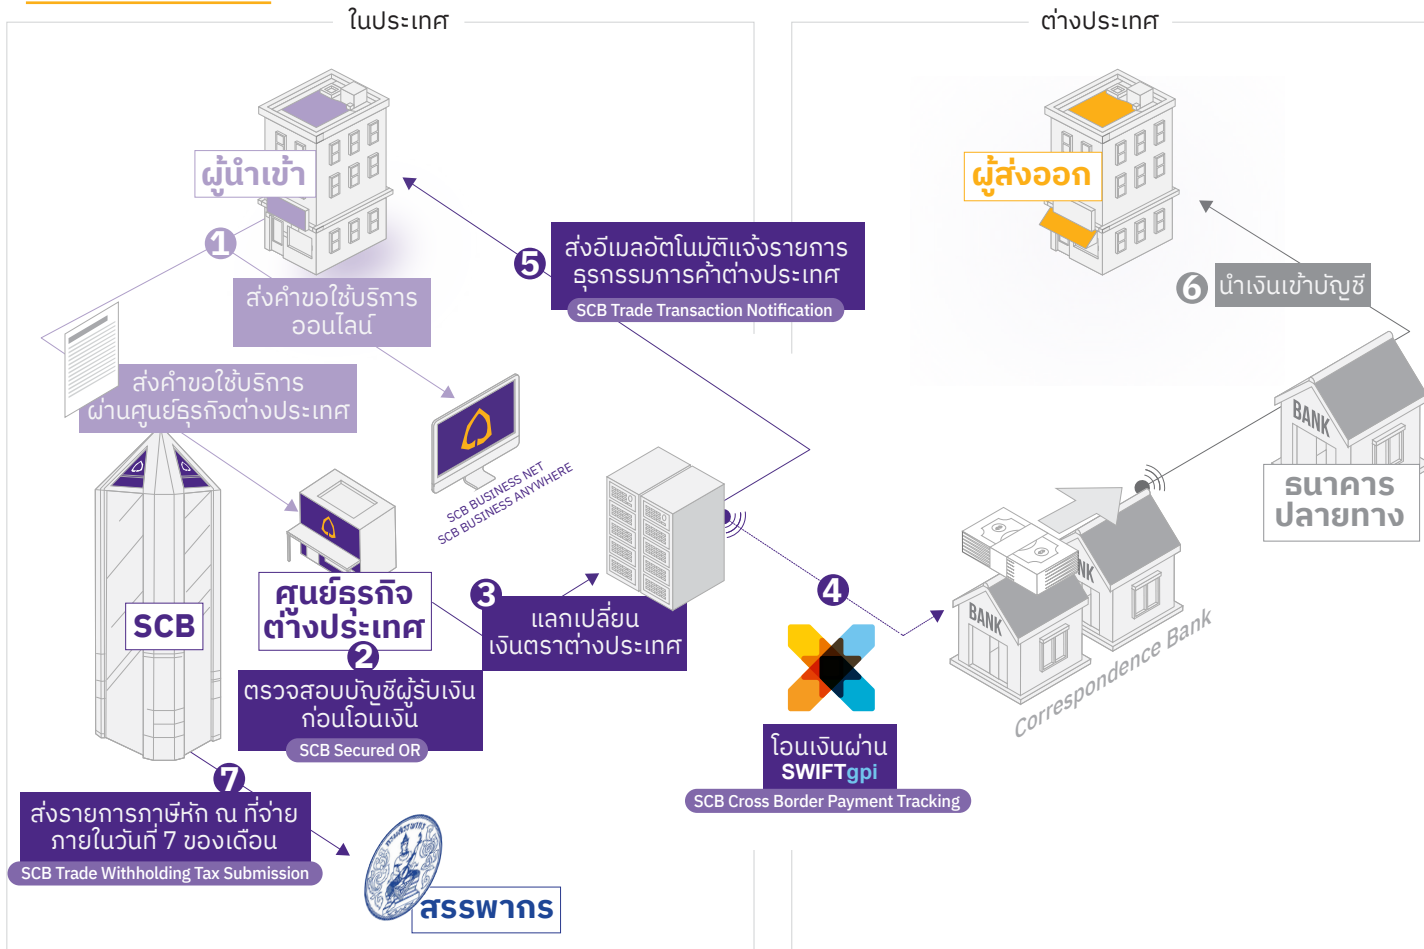 ในประเทศ
ต่างประเทศ
ผู้นำเข้า
ผู้ส่งออก
1
ส่งคำขอใช้บริการ
ออนไลน์
5
ส่งอีเมลอัตโนมัติแจ้งรายการ
ธุรกรรมการค้าต่างประเทศ
SCB Trade Transaction Notification
6
นำเงินเข้าบัญชี
ส่งคำขอใช้บริการ
ผ่านศูนย์ธุรกิจต่างประเทศ
SCB BUSINESS NET
SCB BUSINESS ANYWHERE
BANK
ธนาคาร
ปลายทาง
SCB
ศูนย์ธุรกิจ
ต่างประเทศ
2
ตรวจสอบบัญชีผู้รับเงิน
ก่อนโอนเงิน
SCB Secured OR
3
แลกเปลี่ยน
เงินตราต่างประเทศ
4
โอนเงินผ่าน
SWIFTgpi
SCB Cross Border Payment Tracking
NK
BANK
Correspondence Bank
7
ส่งรายการภาษีหัก ณ ที่จ่าย
ภายในวันที่ 7 ของเดือน
SCB Trade Withholding Tax Submission
สรรพากร